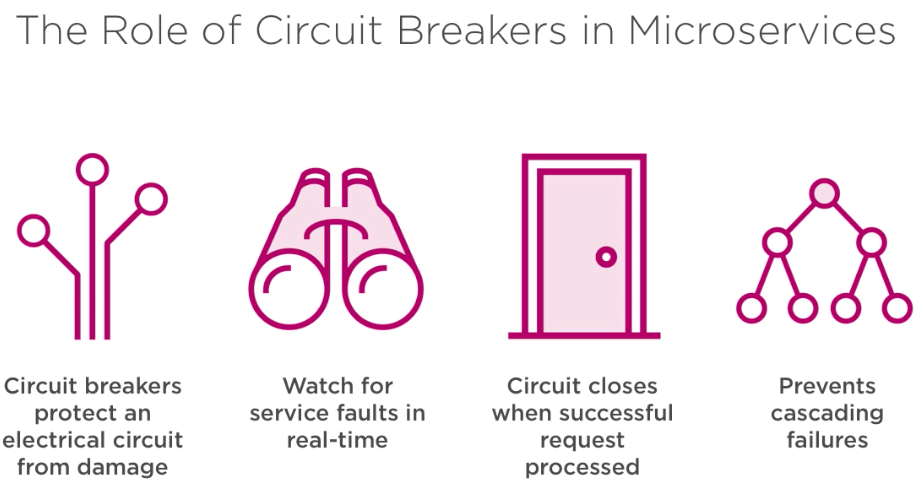 The Role of Circuit Breakers in Microservices
Circuit breakers
protect an
electrical circuit
from damage
Watch for
service faults in
real-time
Circuit closes
when successful
request
processed
Prevents
cascading
failures